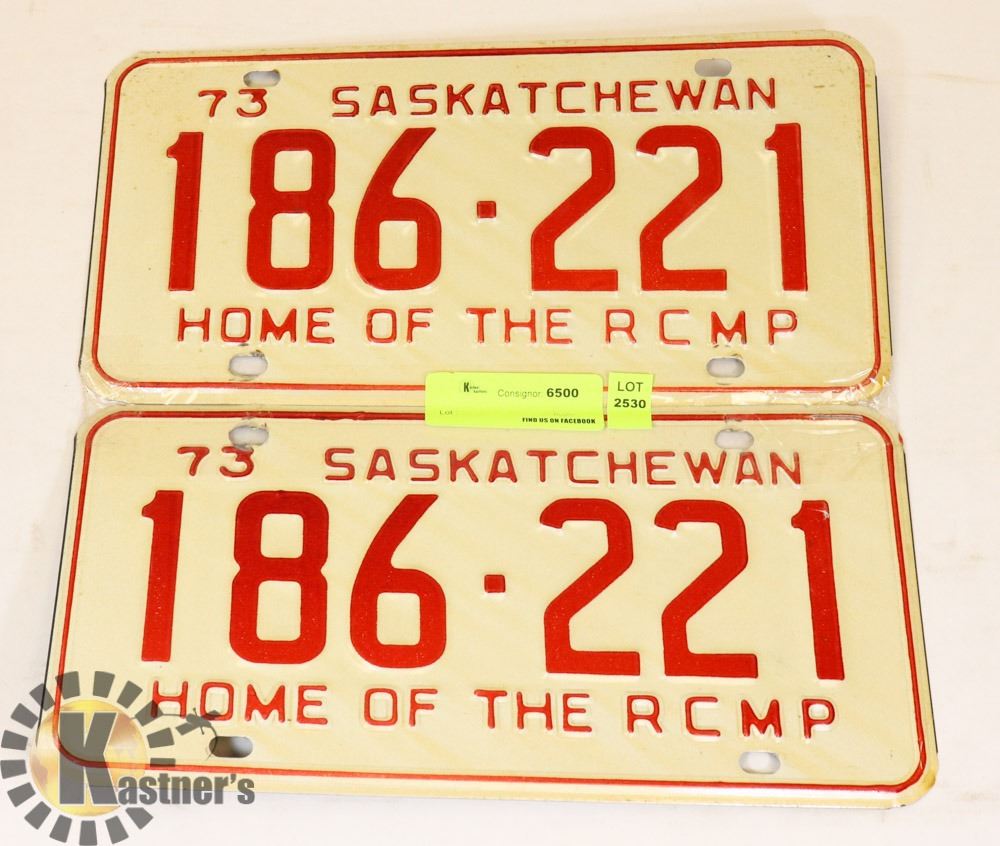 73 SASKATCHEWAN
186·221
HOME OF THE RCMP
Consignor: 6500
Lot
FIND US ON FACEBOOK
LOT
2530
73 SASKATCHEWAN
186·221
HOME OF THE RCMP
Kastner's